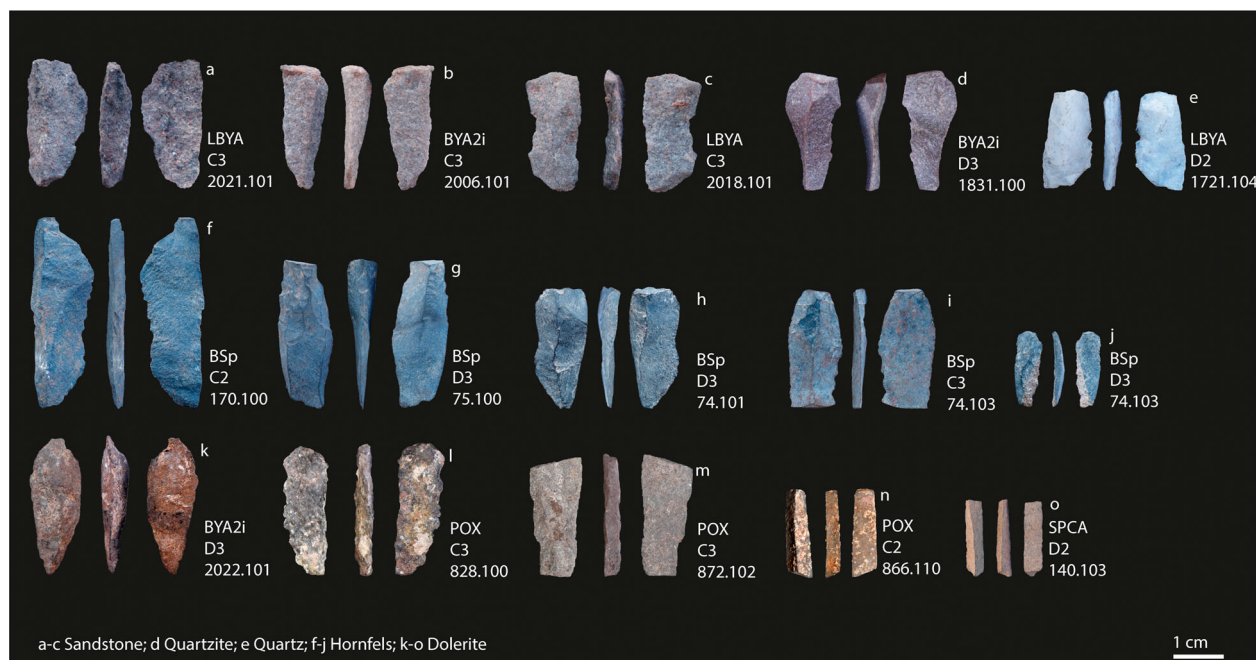 a
LBYA
C3
2021.101
b
BYA2i
C3
2006.101
c
LBYA
C3
2018.101
d
BYA2i
D3
1831.100
e
LBYA
D2
1721.104
f
BSp
C2
170.100
g
BSp
D3
75.100
h
BSp
D3
74.101
i
BSp
C3
74.103
j
BSp
D3
74.103
k
BYA2i
D3
2022.101
l
POX
C3
828.100
m
POX
C3
872.102
n
POX
C2
866.110
o
SPCA
D2
140.103
a-c Sandstone; d Quartzite; e Quartz; f-j Hornfels; k-o Dolerite
1 cm